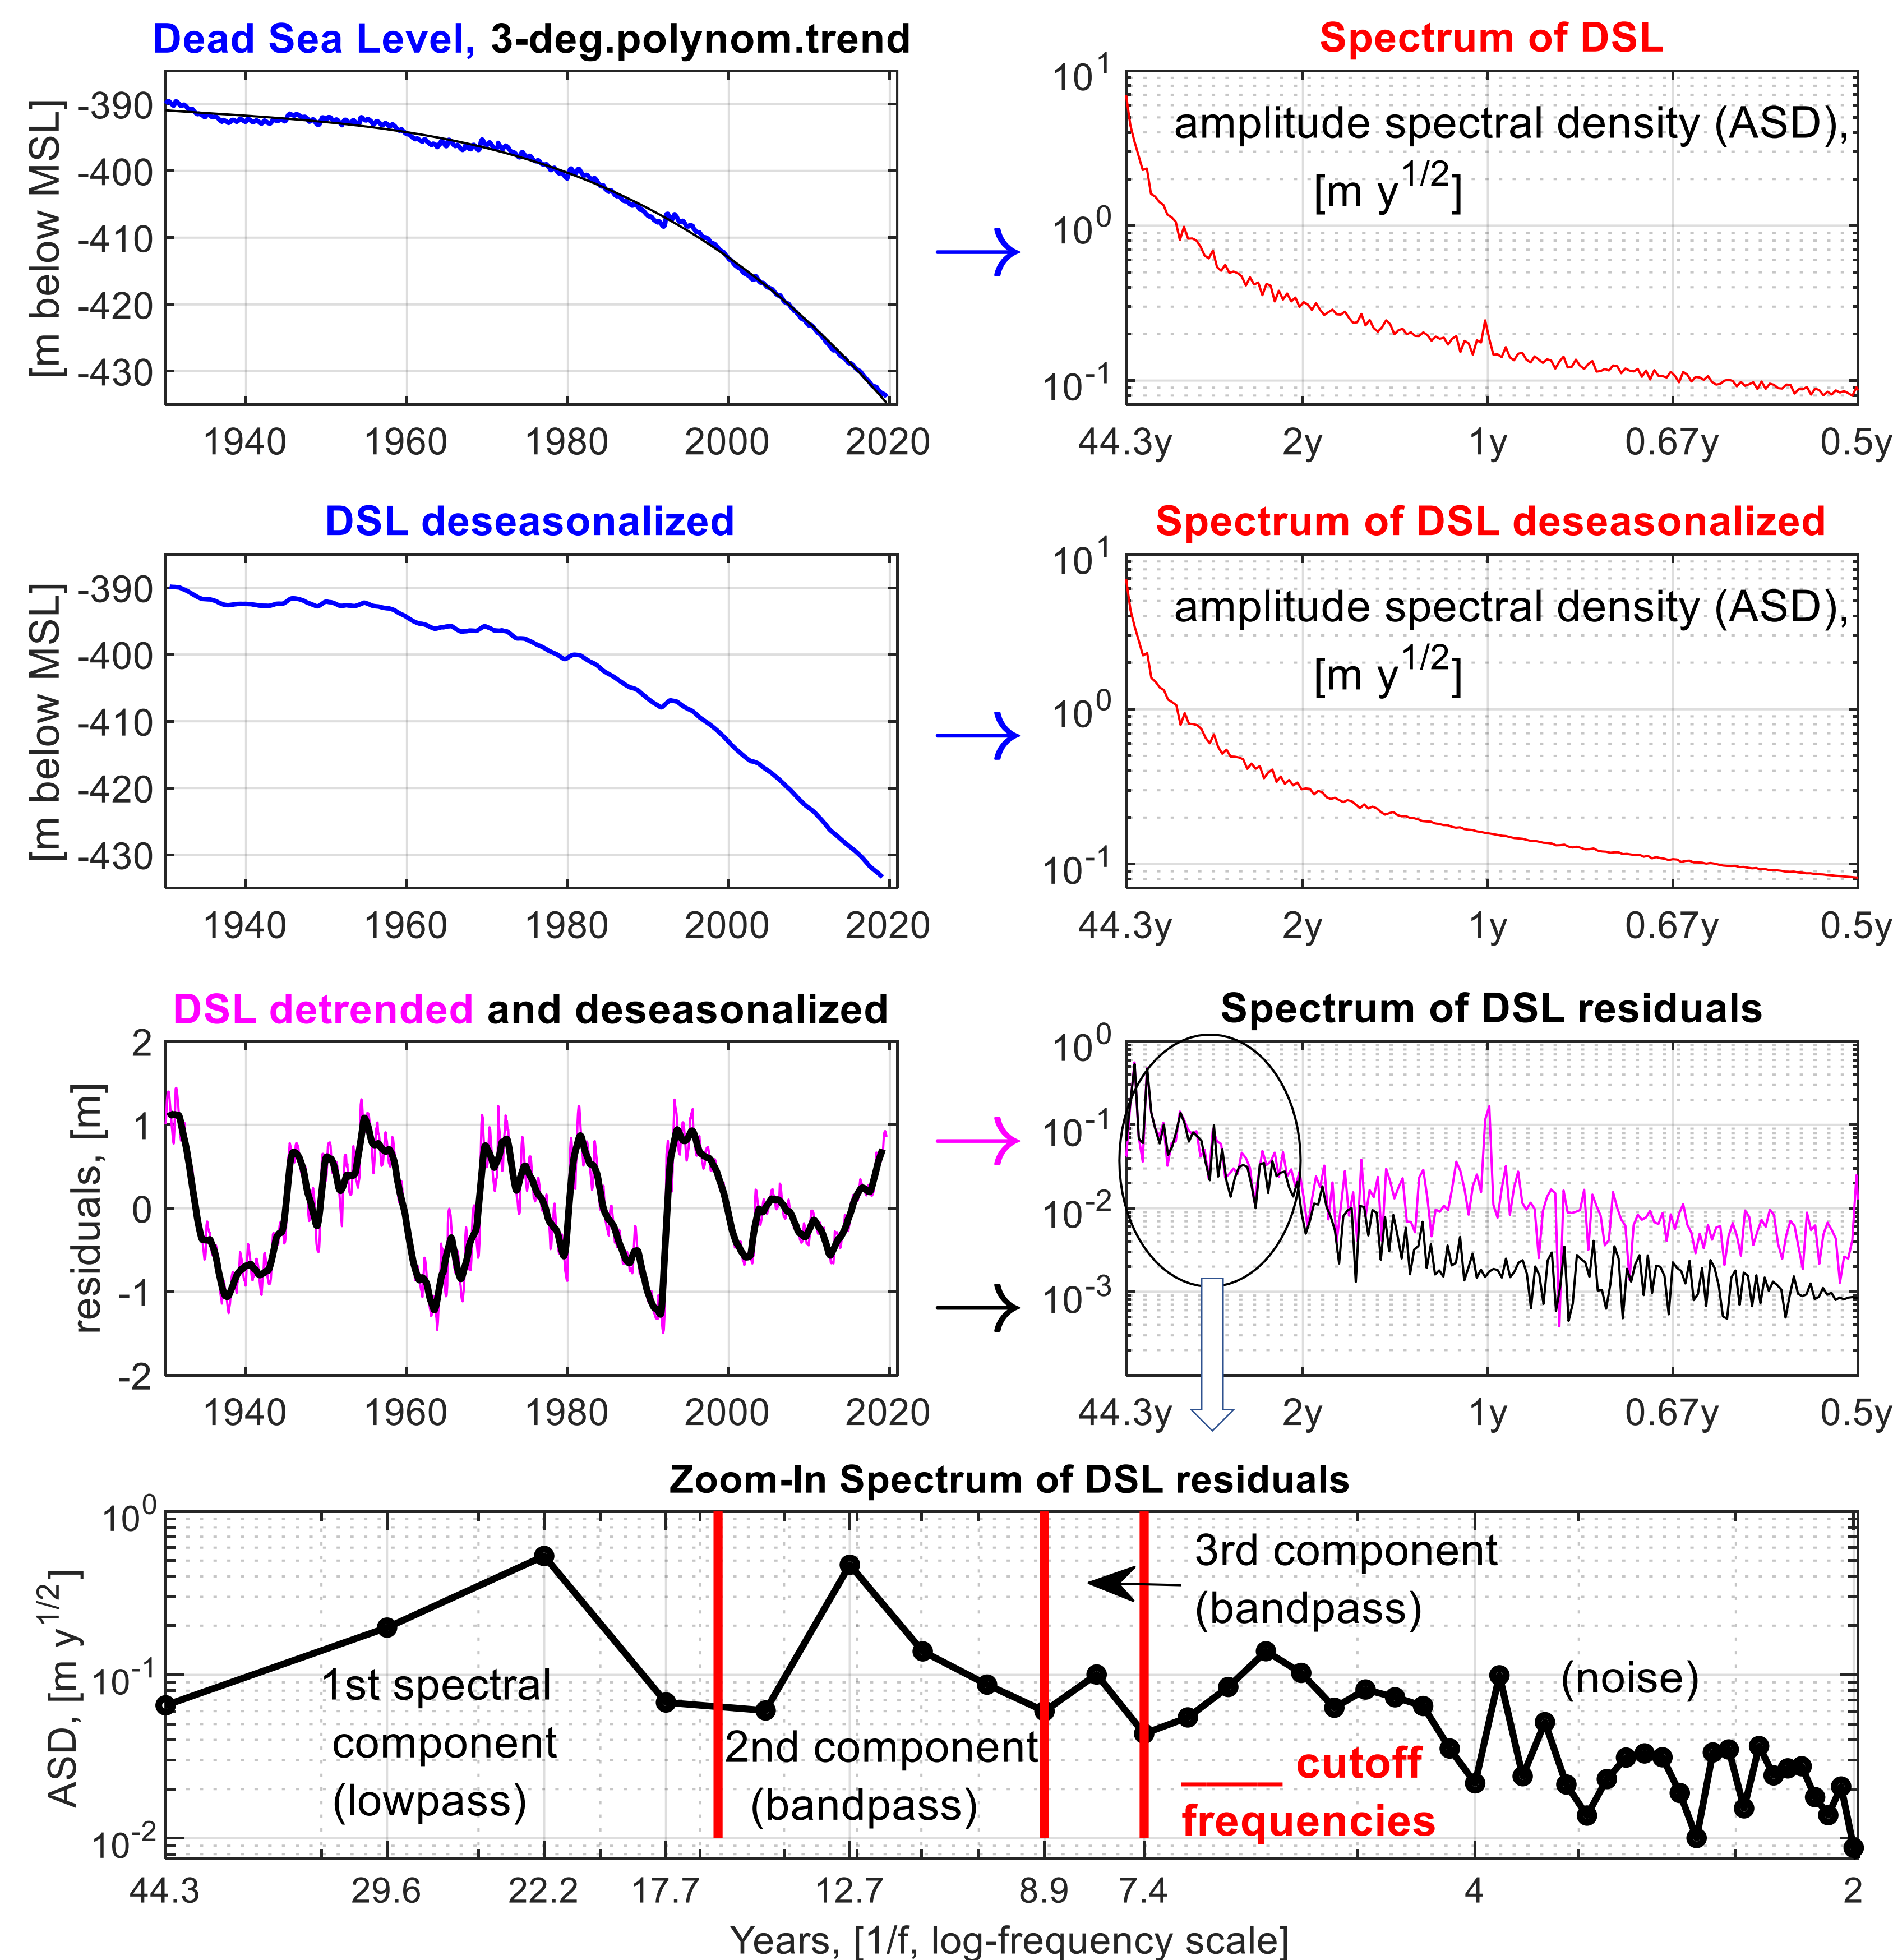 Dead Sea Level, 3-deg.polynom.trend
[m below MSL]
-390
-400
-410
-420
-430
1940 1960 1980 2000 2020
Spectrum of DSL
amplitude spectral density (ASD),
[m y^1/2]
10^1
10^0
10^-1
44.3y 2y 1y 0.67y 0.5y
DSL deseasonalized
[m below MSL]
-390
-400
-410
-420
-430
1940 1960 1980 2000 2020
Spectrum of DSL deseasonalized
amplitude spectral density (ASD),
[m y^1/2]
10^1
10^0
10^-1
44.3y 2y 1y 0.67y 0.5y
DSL detrended and deseasonalized
residuals, [m]
2
1
0
-1
-2
1940 1960 1980 2000 2020
Spectrum of DSL residuals
10^0
10^-1
10^-2
10^-3
44.3y 2y 1y 0.67y 0.5y
Zoom-In Spectrum of DSL residuals
ASD, [m y^1/2]
10^0
10^-1
10^-2
1st spectral
component
(lowpass)
2nd component
(bandpass)
3rd component
(bandpass)
(noise)
cutoff
frequencies
44.3 29.6 22.2 17.7 12.7 8.9 7.4 4 2
Years, [1/f, log-frequency scale]